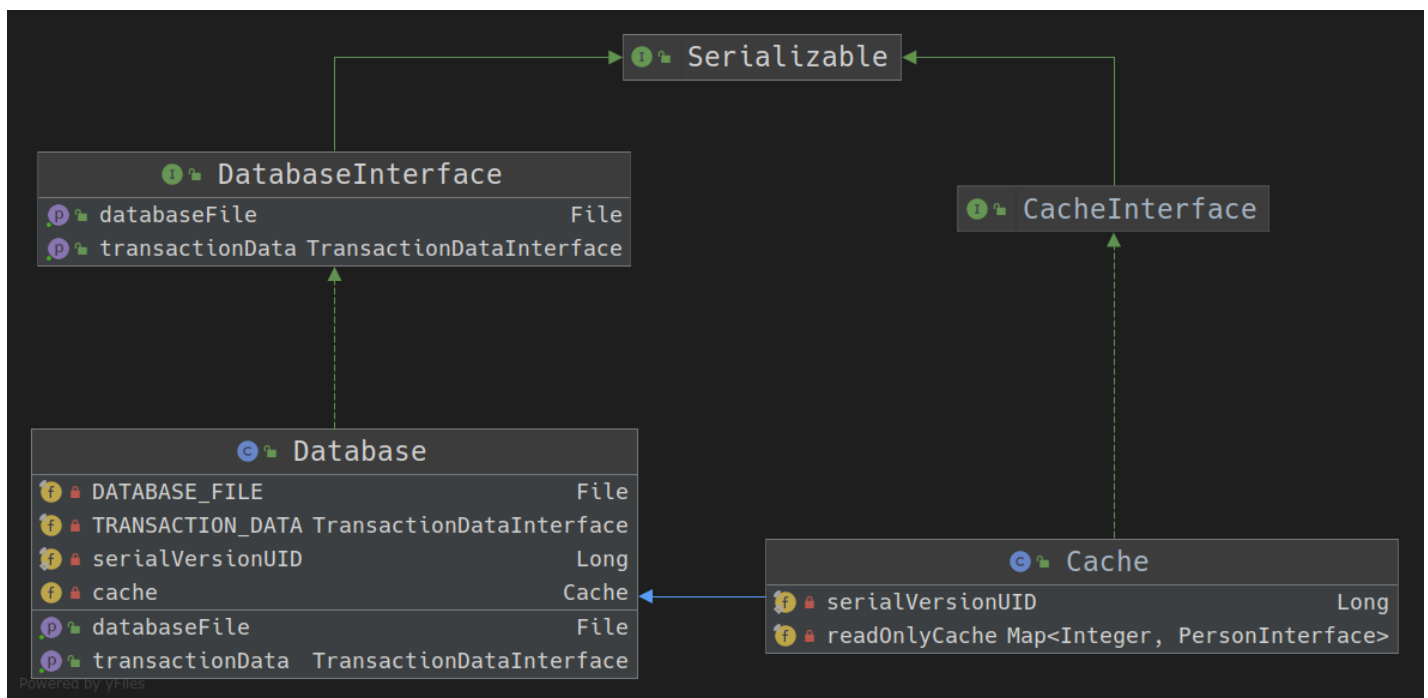 Serializable
DatabaseInterface
databaseFile File
transactionData TransactionDataInterface
CacheInterface
Database
DATABASE_FILE File
TRANSACTION_DATA TransactionDataInterface
serialVersionUID Long
cache Cache
databaseFile File
transactionData TransactionDataInterface
Cache
serialVersionUID Long
readOnlyCache Map<Integer, PersonInterface>
Powered by yFiles